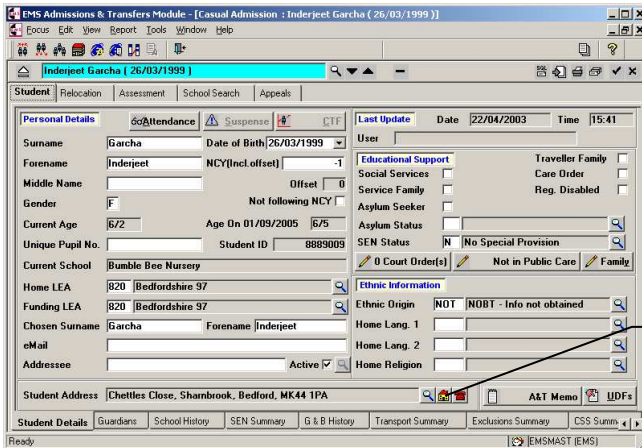 EMS Admissions & Transfers Module - [Casual Admission : Inderjeet Garcha ( 26/03/1999 )]
Focus Edit View Report Tools Window Help
Inderjeet Garcha ( 26/03/1999 )
Student Relocation Assessment School Search Appeals
Personal Details Attendance Suspense CTF
Surname Garcha Date of Birth 26/03/1999
Forename Inderjeet NCY(Incl.offset) -1
Middle Name Offset 0
Gender F Not following NCY
Current Age 6/2 Age On 01/09/2005 6/5
Unique Pupil No. Student ID 8889009
Current School Bumble Bee Nursery
Home LEA 820 Bedfordshire 97
Funding LEA 820 Bedfordshire 97
Chosen Surname Garcha Forename Inderjeet
eMail
Addressee Active
Last Update Date 22/04/2003 Time 15:41
User
Educational Support Traveller Family
Social Services Care Order
Service Family Reg. Disabled
Asylum Seeker
Asylum Status
SEN Status N No Special Provision
0 Court Order(s) Not in Public Care Family
Ethnic Information
Ethnic Origin NOT NOBT - Info not obtained
Home Lang. 1
Home Lang. 2
Home Religion
Student Address Chettles Close, Sharnbrook, Bedford, MK44 1PA A&T Memo UDFs
Student Details Guardians School History SEN Summary G & B History Transport Summary Exclusions Summary CSS Summ
Ready EMSMAST (EMS)